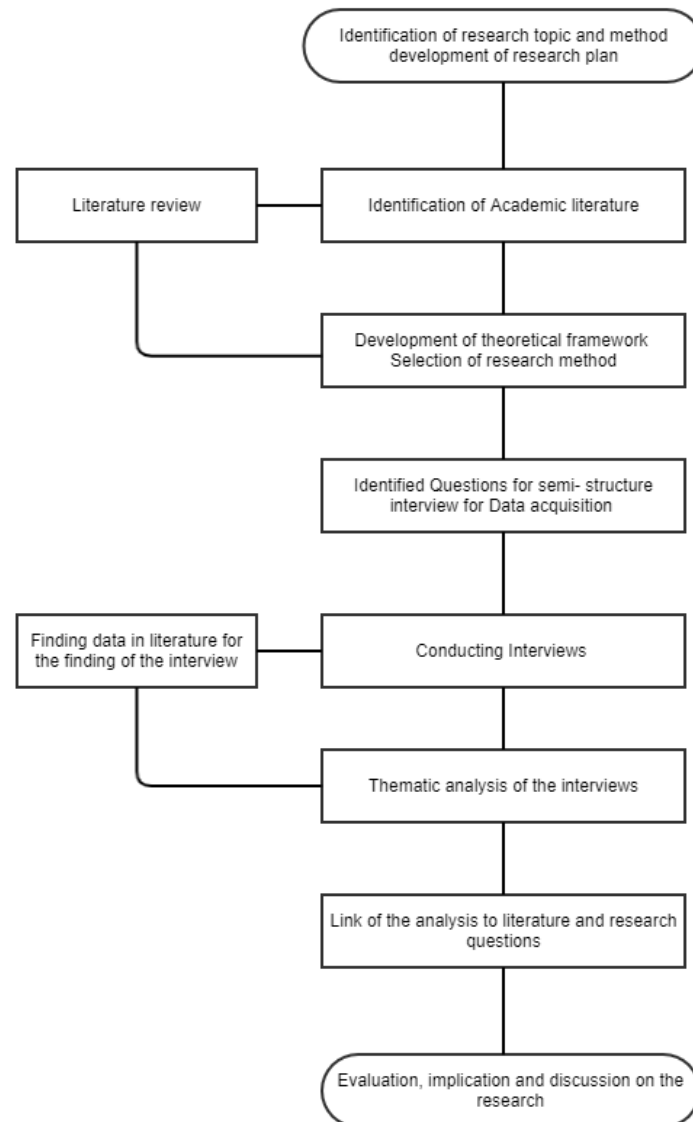 Identification of research topic and method
development of research plan
Literature review
Identification of Academic literature
Development of theoretical framework
Selection of research method
Identified Questions for semi- structure
interview for Data acquisition
Finding data in literature for
the finding of the interview
Conducting Interviews
Thematic analysis of the interviews
Link of the analysis to literature and research
questions
Evaluation, implication and discussion on the
research